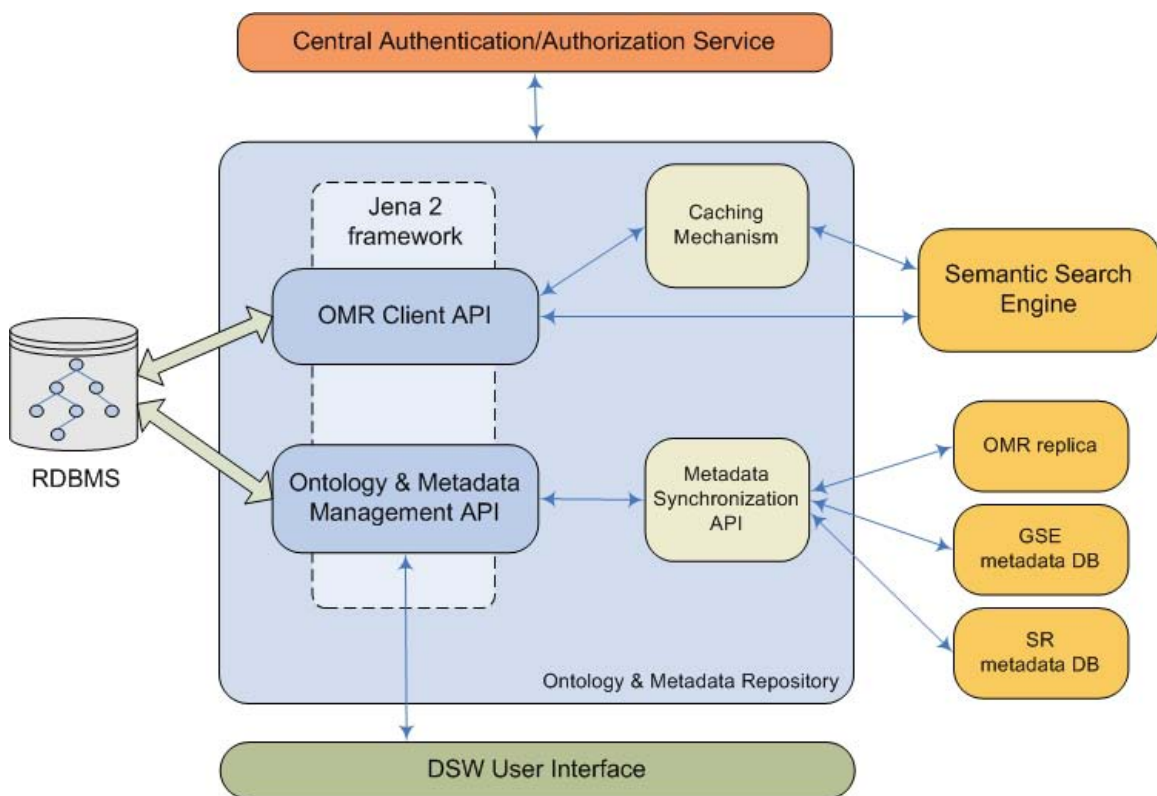 Central Authentication/Authorization Service
Jena 2
framework
Caching
Mechanism
OMR Client API
Semantic Search
Engine
RDBMS
Ontology & Metadata
Management API
Metadata
Synchronization
API
OMR replica
GSE
metadata DB
SR
metadata DB
Ontology & Metadata Repository
DSW User Interface